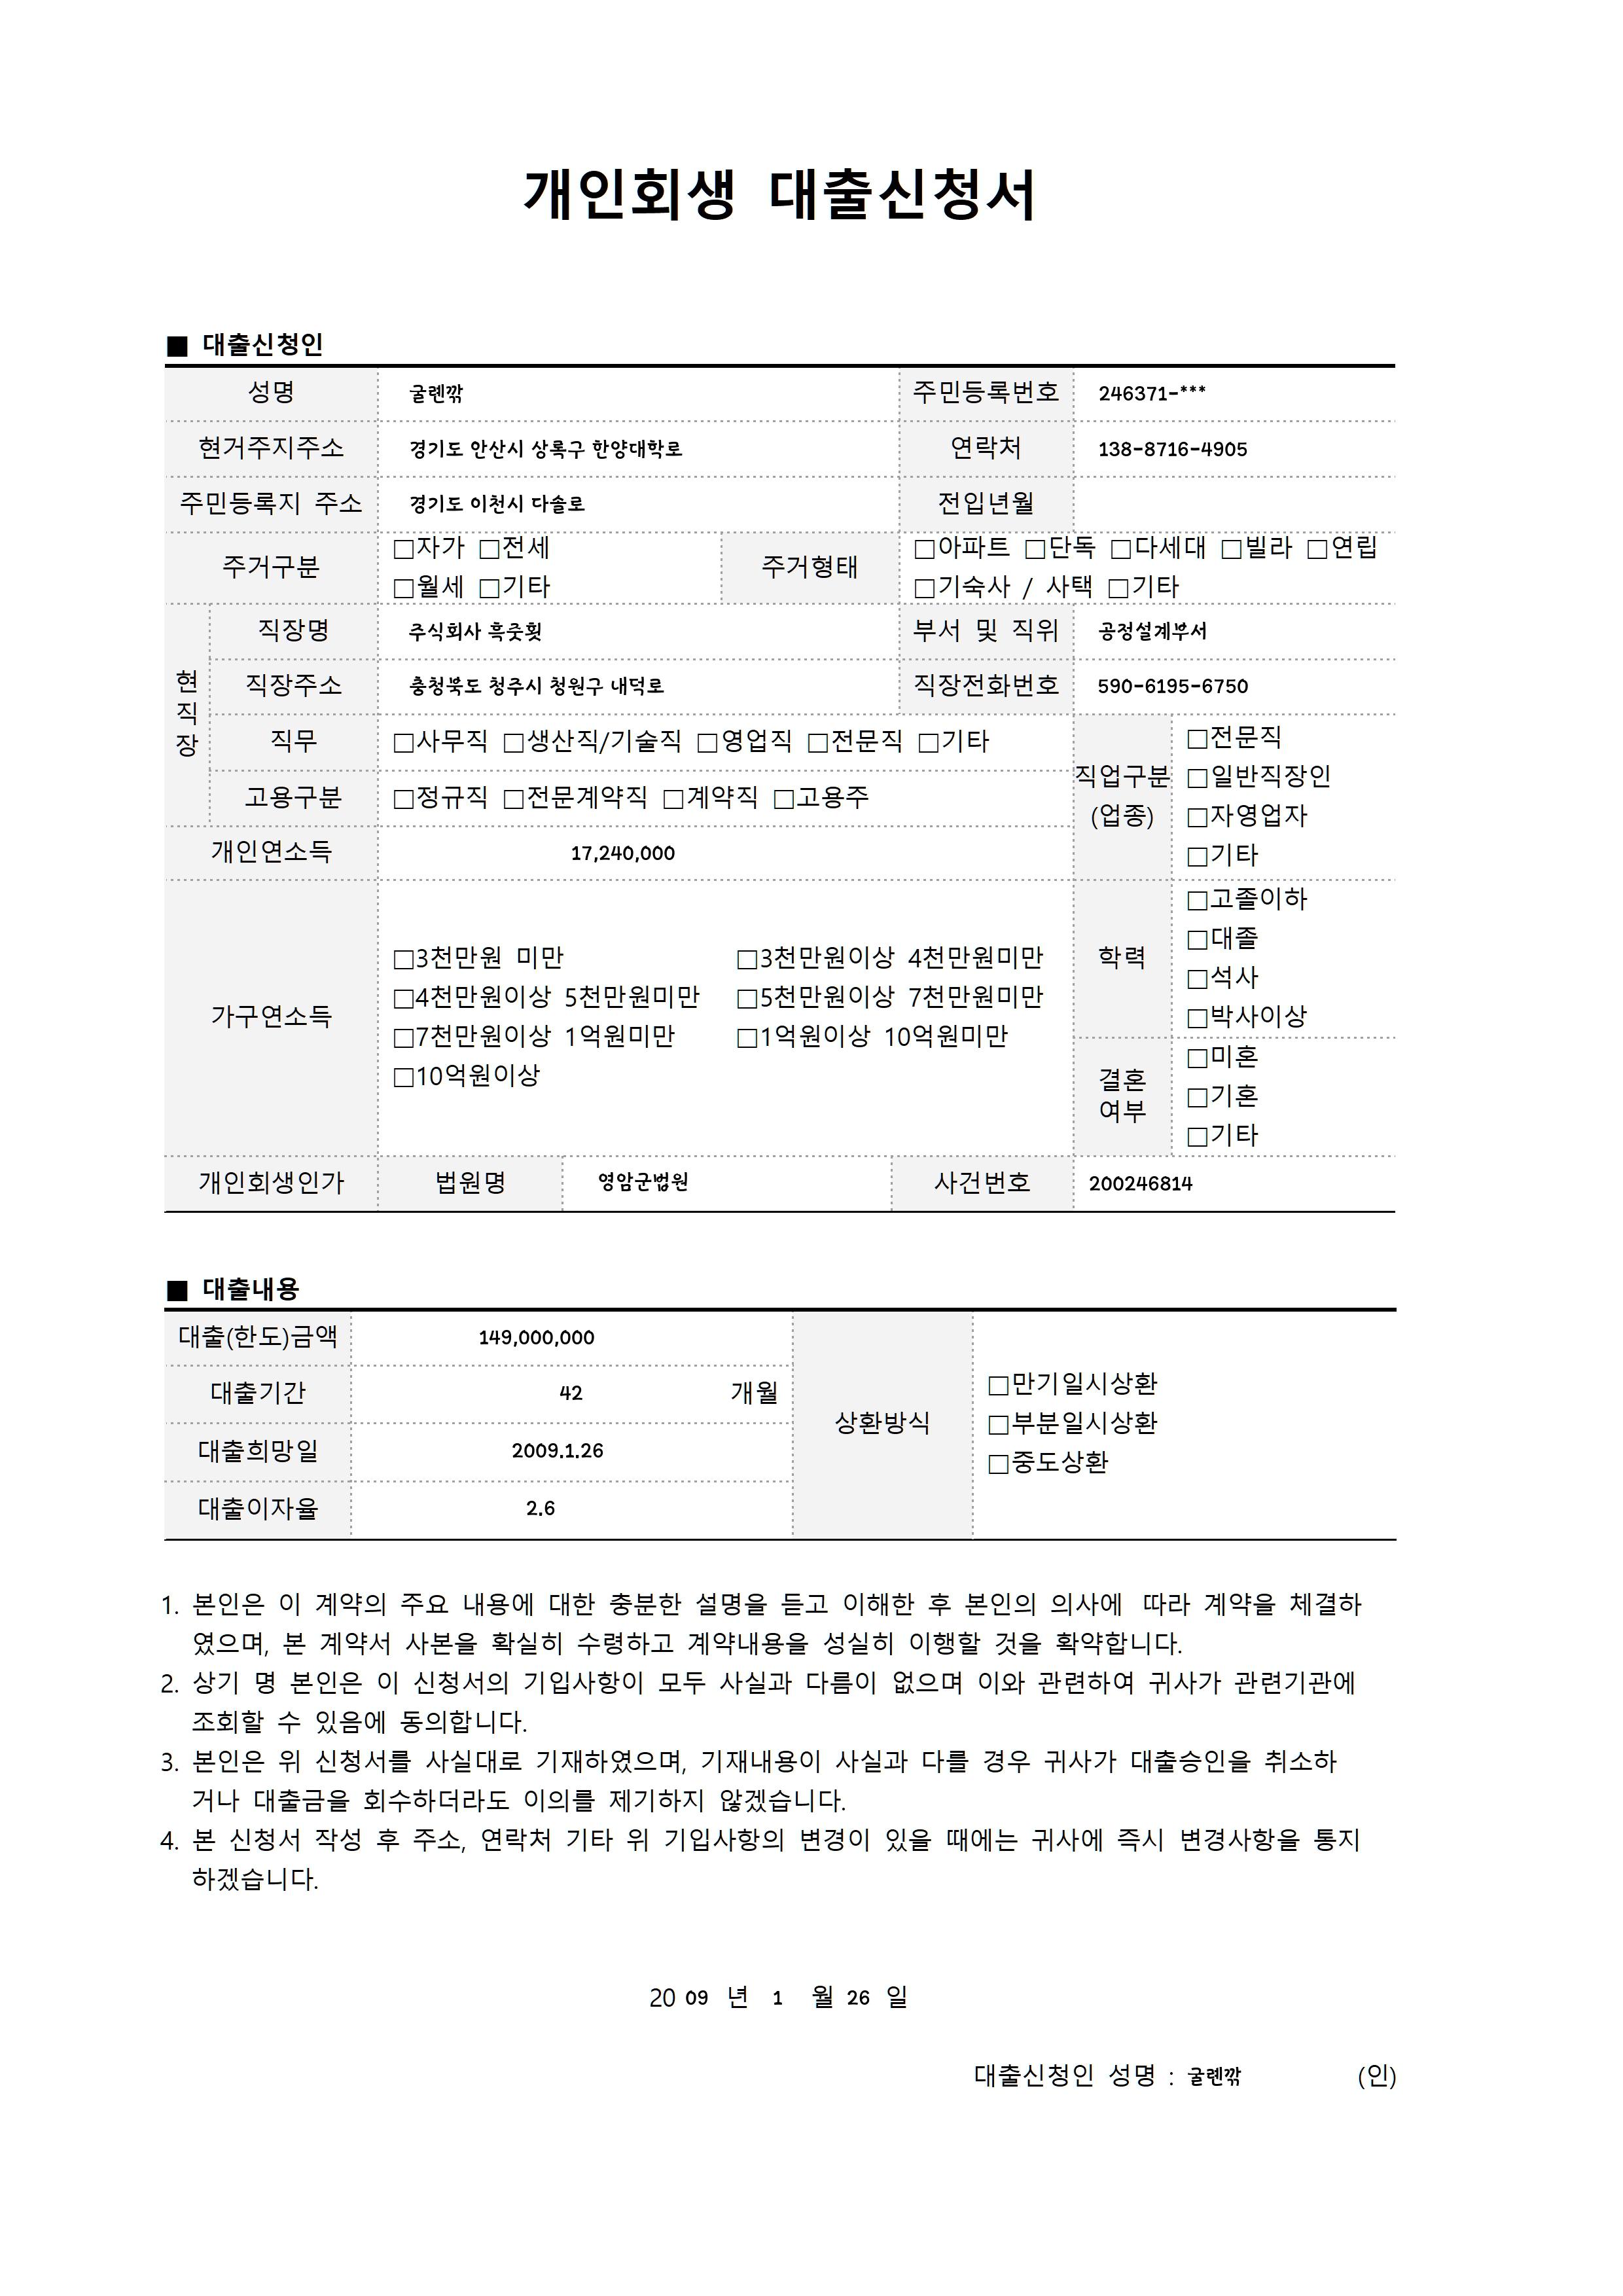 개인회생 대출신청서
■ 대출신청인
성명 굴렌깎 주민등록번호 246371-***
현거주지주소 경기도 안산시 상록구 한양대학로 연락처 138-8716-4905
주민등록지 주소 경기도 이천시 다솔로 전입년월
주거구분 □자가 □전세 주거형태 □아파트 □단독 □다세대 □빌라 □연립
□월세 □기타 □기숙사 / 사택 □기타
현직장
직장명 주식회사 흑줏횟 부서 및 직위 공정설계부서
직장주소 충청북도 청주시 청원구 내덕로 직장전화번호 590-6195-6750
직무 □사무직 □생산직/기술직 □영업직 □전문직 □기타
고용구분 □정규직 □전문계약직 □계약직 □고용주
직업구분
(업종)
□전문직
□일반직장인
□자영업자
□기타
개인연소득 17,240,000
가구연소득
□3천만원 미만 □3천만원이상 4천만원미만
□4천만원이상 5천만원미만 □5천만원이상 7천만원미만
□7천만원이상 1억원미만 □1억원이상 10억원미만
□10억원이상
학력
□고졸이하
□대졸
□석사
□박사이상
결혼
여부
□미혼
□기혼
□기타
개인회생인가 법원명 영암군법원 사건번호 200246814
■ 대출내용
대출(한도)금액 149,000,000
대출기간 42 개월
대출희망일 2009.1.26
대출이자율 2.6
상환방식
□만기일시상환
□부분일시상환
□중도상환
1. 본인은 이 계약의 주요 내용에 대한 충분한 설명을 듣고 이해한 후 본인의 의사에 따라 계약을 체결하
였으며, 본 계약서 사본을 확실히 수령하고 계약내용을 성실히 이행할 것을 확약합니다.
2. 상기 명 본인은 이 신청서의 기입사항이 모두 사실과 다름이 없으며 이와 관련하여 귀사가 관련기관에
조회할 수 있음에 동의합니다.
3. 본인은 위 신청서를 사실대로 기재하였으며, 기재내용이 사실과 다를 경우 귀사가 대출승인을 취소하
거나 대출금을 회수하더라도 이의를 제기하지 않겠습니다.
4. 본 신청서 작성 후 주소, 연락처 기타 위 기입사항의 변경이 있을 때에는 귀사에 즉시 변경사항을 통지
하겠습니다.
20 09 년 1 월 26 일
대출신청인 성명 : 굴렌깎 (인)